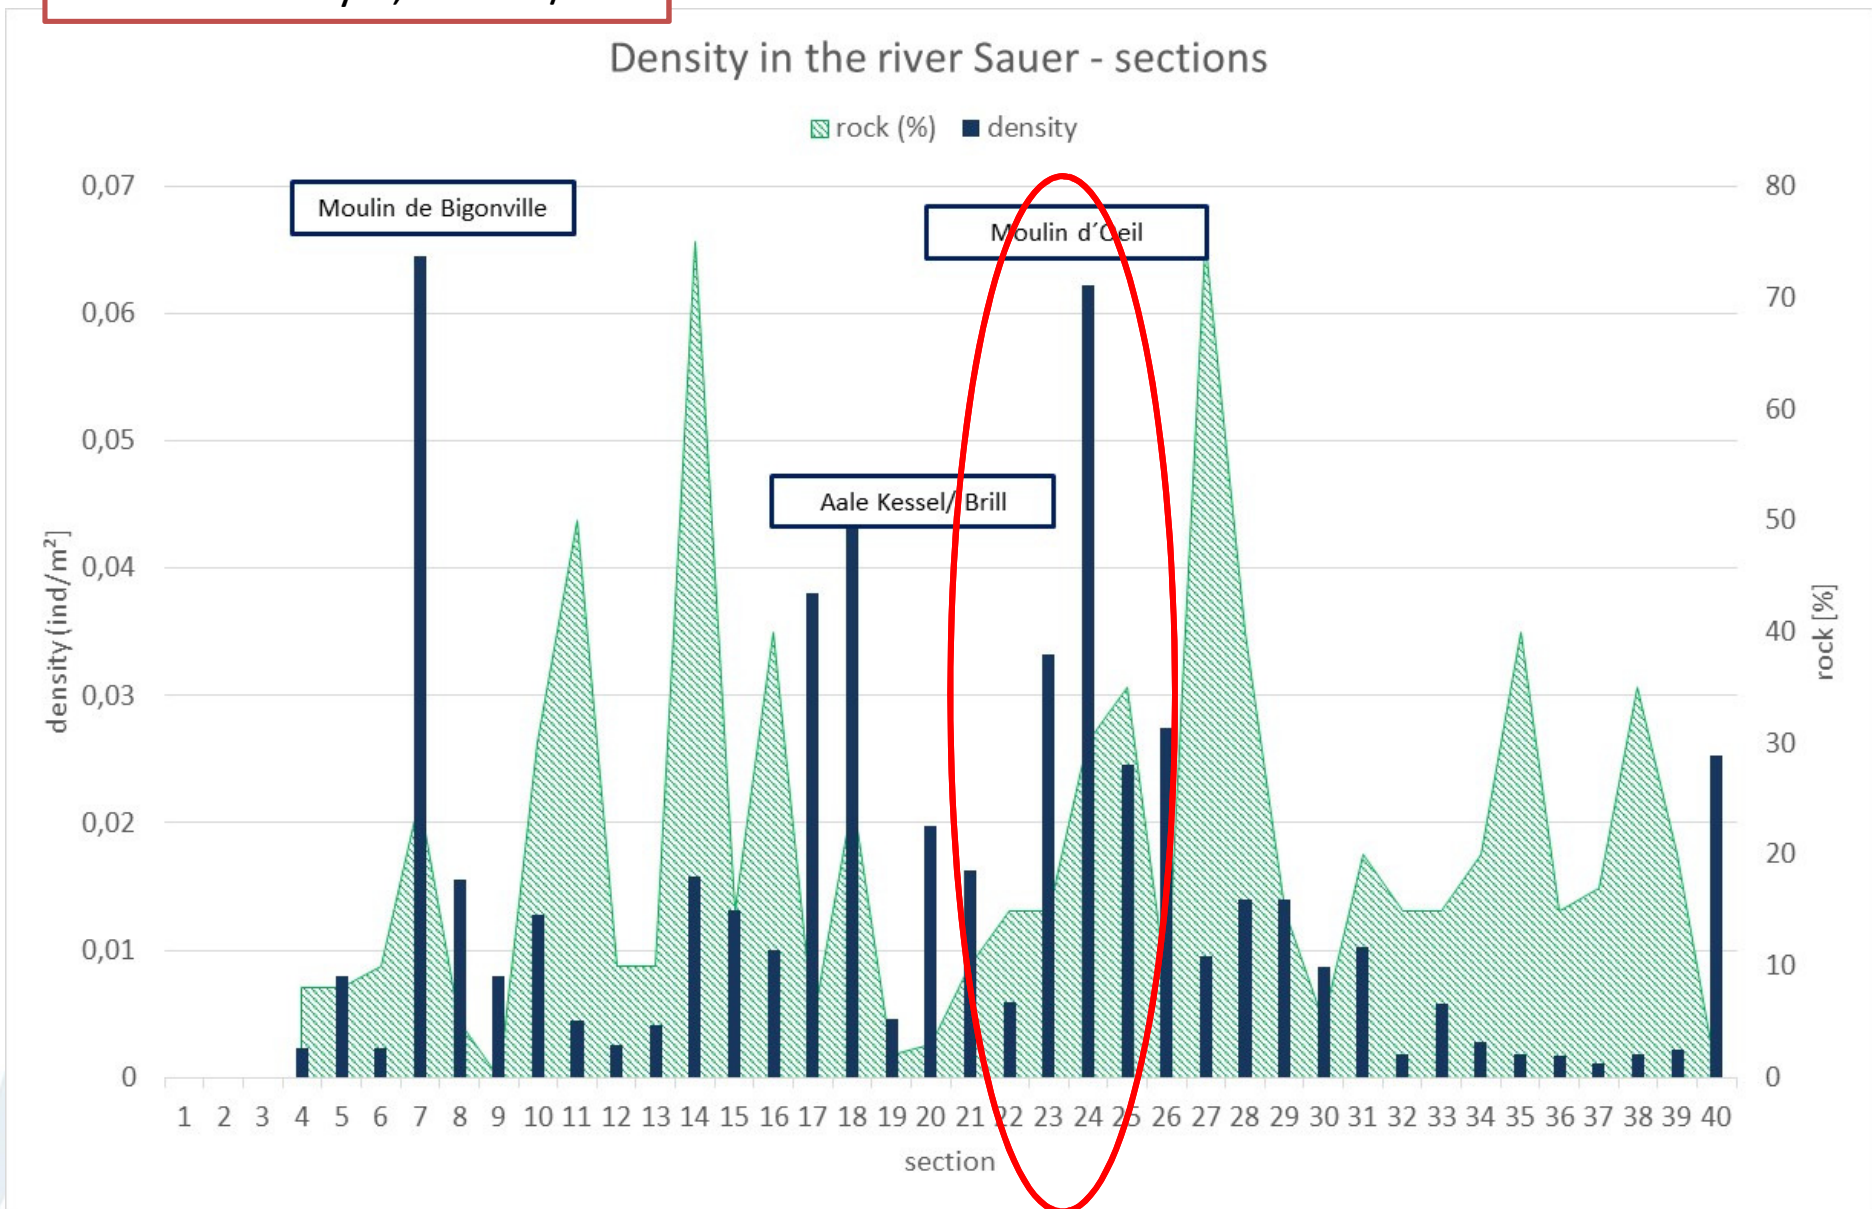 Density in the river Sauer - sections
rock (%) density
Moulin de Bigonville
Moulin d´Oeil
Aale Kessel/ Brill
density (ind/m²]
0,07
0,06
0,05
0,04
0,03
0,02
0,01
0
rock [%]
80
70
60
50
40
30
20
10
0
1 2 3 4 5 6 7 8 9 10 11 12 13 14 15 16 17 18 19 20 21 22 23 24 25 26 27 28 29 30 31 32 33 34 35 36 37 38 39 40
section